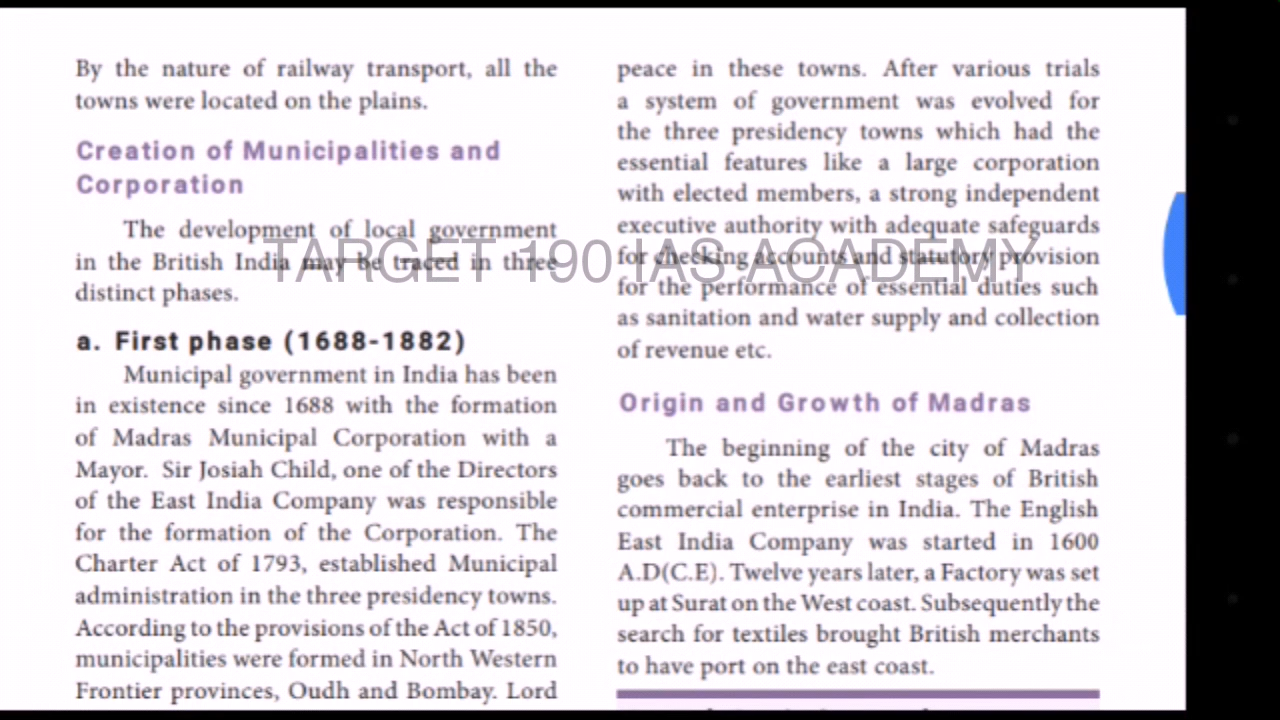 By the nature of railway transport, all the
towns were located on the plains.
Creation of Municipalities and
Corporation
The development of local government
in the British India may be traced in three
distinct phases.
a. First phase (1688-1882)
Municipal government in India has been
in existence since 1688 with the formation
of Madras Municipal Corporation with a
Mayor. Sir Josiah Child, one of the Directors
of the East India Company was responsible
for the formation of the Corporation. The
Charter Act of 1793, established Municipal
administration in the three presidency towns.
According to the provisions of the Act of 1850,
municipalities were formed in North Western
Frontier provinces, Oudh and Bombay. Lord
peace in these towns. After various trials
a system of government was evolved for
the three presidency towns which had the
essential features like a large corporation
with elected members, a strong independent
executive authority with adequate safeguards
for checking accounts and statutory provision
for the performance of essential duties such
as sanitation and water supply and collection
of revenue etc.
Origin and Growth of Madras
The beginning of the city of Madras
goes back to the earliest stages of British
commercial enterprise in India. The English
East India Company was started in 1600
A.D(C.E). Twelve years later, a Factory was set
up at Surat on the West coast. Subsequently the
search for textiles brought British merchants
to have port on the east coast.
TARGET 190 IAS ACADEMY